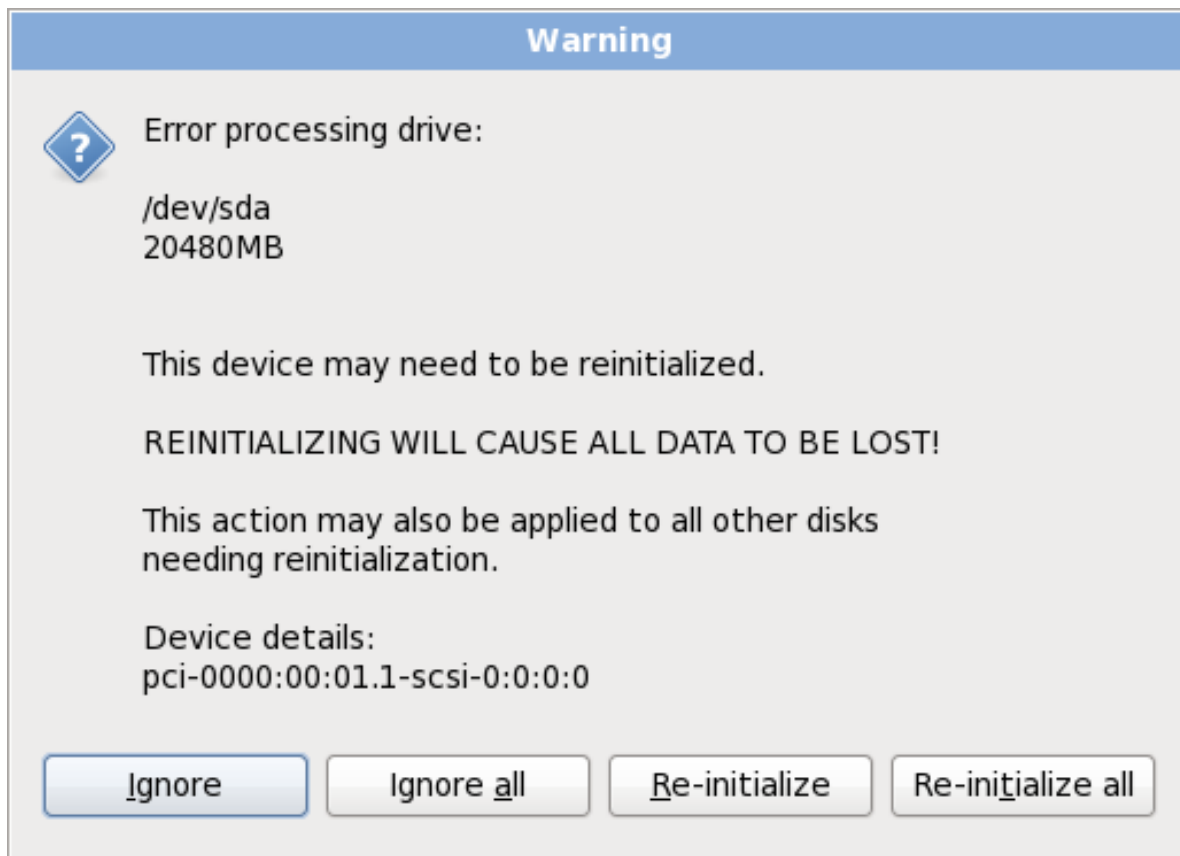 Warning
?
Error processing drive:
/dev/sda
20480MB
This device may need to be reinitialized.
REINITIALIZING WILL CAUSE ALL DATA TO BE LOST!
This action may also be applied to all other disks
needing reinitialization.
Device details:
pci-0000:00:01.1-scsi-0:0:0:0
Ignore
Ignore all
Re-initialize
Re-initialize all